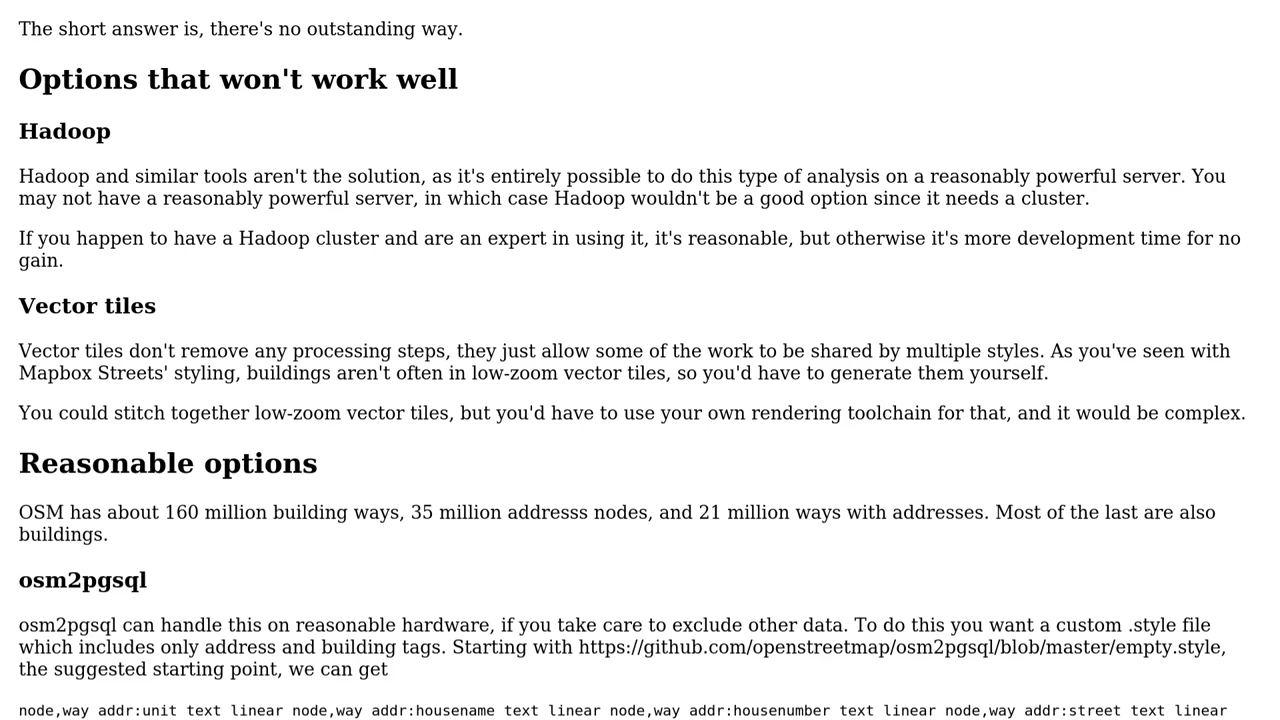 The short answer is, there's no outstanding way.
Options that won't work well
Hadoop
Hadoop and similar tools aren't the solution, as it's entirely possible to do this type of analysis on a reasonably powerful server. You
may not have a reasonably powerful server, in which case Hadoop wouldn't be a good option since it needs a cluster.
If you happen to have a Hadoop cluster and are an expert in using it, it's reasonable, but otherwise it's more development time for no
gain.
Vector tiles
Vector tiles don't remove any processing steps, they just allow some of the work to be shared by multiple styles. As you've seen with
Mapbox Streets' styling, buildings aren't often in low-zoom vector tiles, so you'd have to generate them yourself.
You could stitch together low-zoom vector tiles, but you'd have to use your own rendering toolchain for that, and it would be complex.
Reasonable options
OSM has about 160 million building ways, 35 million addresss nodes, and 21 million ways with addresses. Most of the last are also
buildings.
osm2pgsql
osm2pgsql can handle this on reasonable hardware, if you take care to exclude other data. To do this you want a custom .style file
which includes only address and building tags. Starting with https://github.com/openstreetmap/osm2pgsql/blob/master/empty.style,
the suggested starting point, we can get
node,way addr:unit text linear node,way addr:housename text linear node,way addr:housenumber text linear node,way addr:street text linear